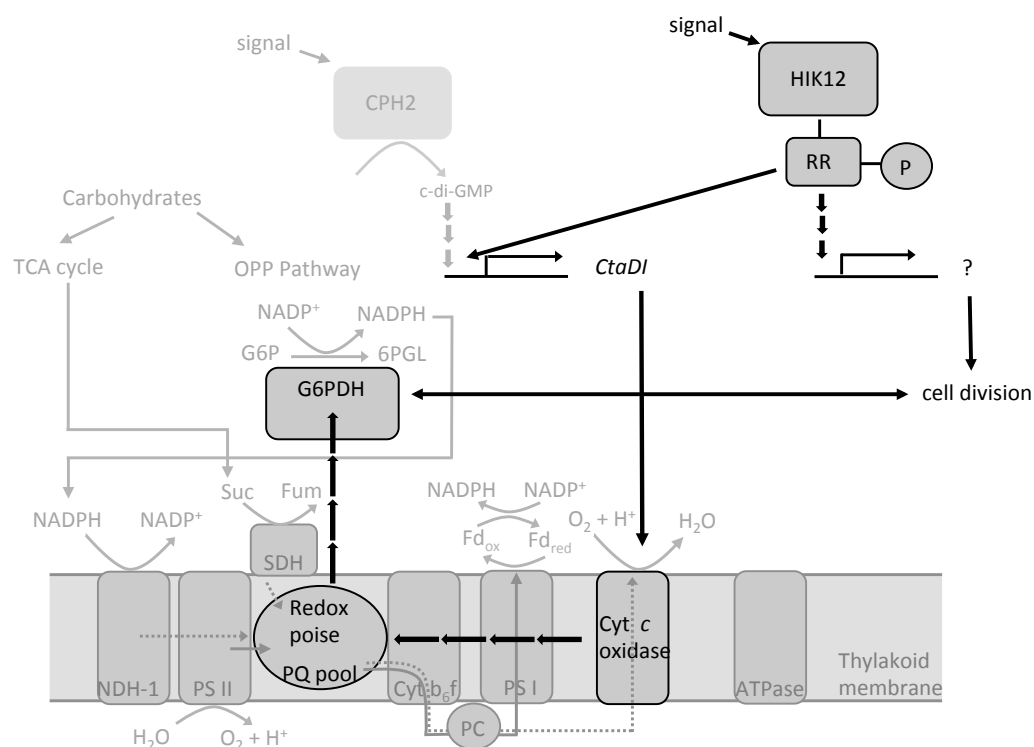 signal
signal
CPH2
HIK12
RR
P
c-di-GMP
Carbohydrates
TCA cycle
OPP Pathway
CtaDI
?
NADP⁺
NADPH
G6P
6PGL
G6PDH
cell division
Suc
Fum
NADPH
NADP⁺
NADPH
NADP⁺
O₂ + H⁺
H₂O
Fd_ox
Fd_red
SDH
Redox
poise
PQ pool
Cyt c
oxidase
NDH-1
PS II
Cyt b₆f
PS I
ATPase
Thylakoid
membrane
PC
H₂O
O₂ + H⁺